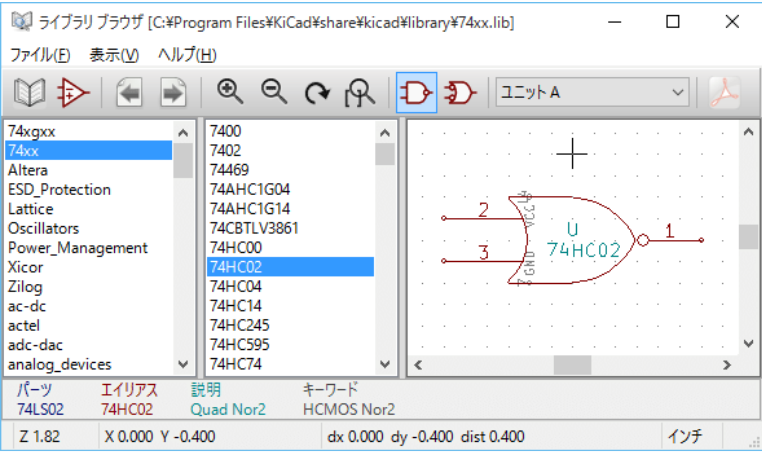 ライブラリ ブラウザ [C:¥Program Files¥KiCad¥share¥kicad¥library¥74xx.lib]
ファイル(F) 表示(V) ヘルプ(H)
ユニット A
74xgxx
74xx
Altera
ESD_Protection
Lattice
Oscillators
Power_Management
Xicor
Zilog
ac-dc
actel
adc-dac
analog_devices
7400
7402
74469
74AHC1G04
74AHC1G14
74CBTLV3861
74HC00
74HC02
74HC04
74HC14
74HC245
74HC595
74HC74
14
VCC
2
U
1
3
74HC02
GND
7
パーツ エイリアス 説明 キーワード
74LS02 74HC02 Quad Nor2 HCMOS Nor2
Z 1.82 X 0.000 Y -0.400 dx 0.000 dy -0.400 dist 0.400 インチ